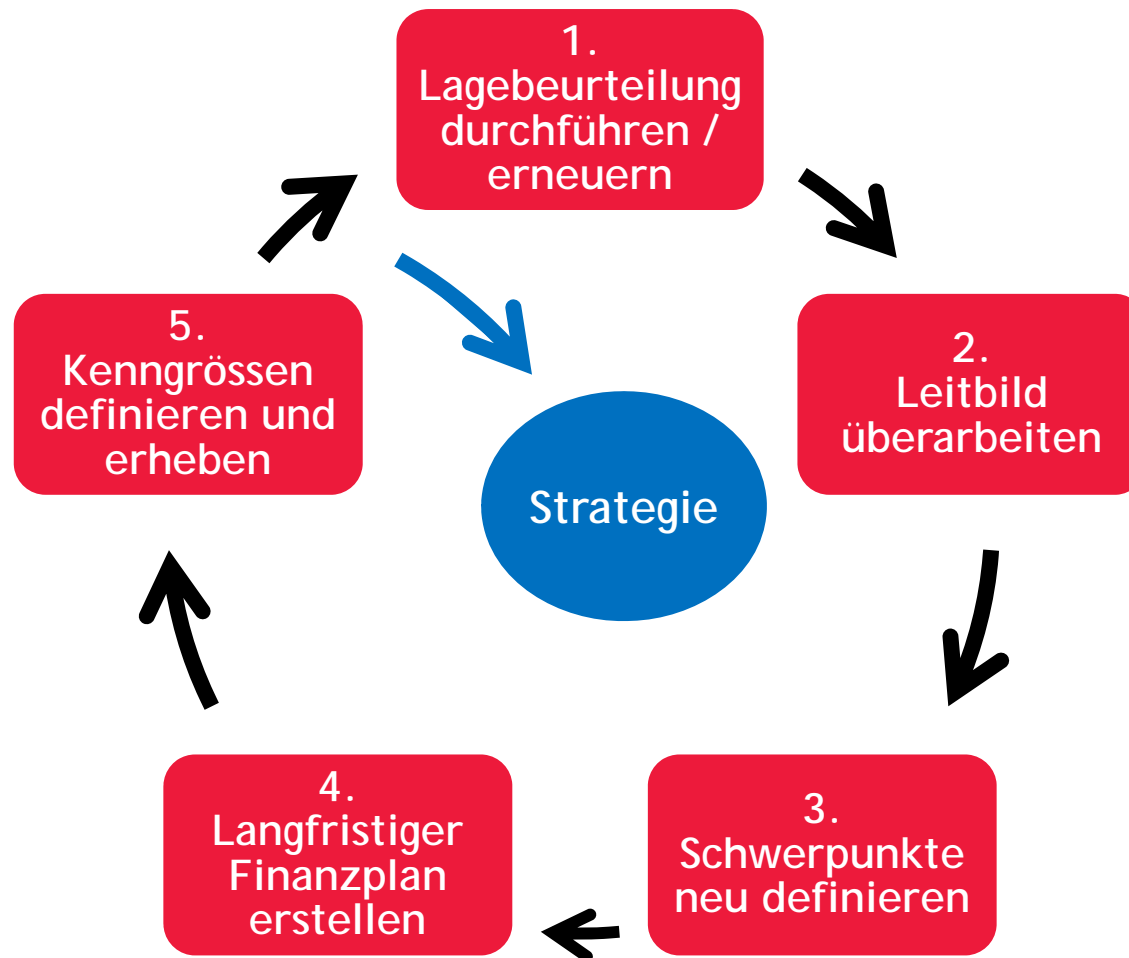 1.
Lagebeurteilung
durchführen /
erneuern
2.
Leitbild
überarbeiten
3.
Schwerpunkte
neu definieren
4.
Langfristiger
Finanzplan
erstellen
5.
Kenngrössen
definieren und
erheben
Strategie